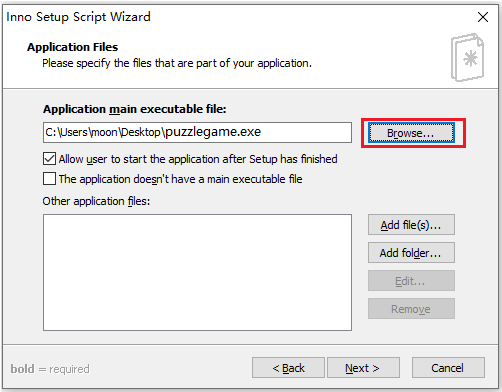 Inno Setup Script Wizard
Application Files
Please specify the files that are part of your application.
Application main executable file:
C:\Users\moon\Desktop\puzzlegame.exe
Browse...
Allow user to start the application after Setup has finished
The application doesn't have a main executable file
Other application files:
Add file(s)...
Add folder...
Edit...
Remove
bold = required
< Back
Next >
Cancel